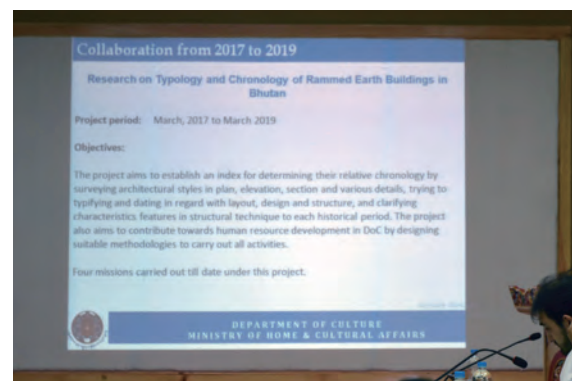 Collaboration from 2017 to 2019
Research on Typology and Chronology of Rammed Earth Buildings in
Bhutan
Project period: March, 2017 to March 2019
Objectives:
The project aims to establish an index for determining their relative chronology by
surveying architectural styles in plan, elevation, section and various details, trying to
typifying and dating in regard with layout, design and structure, and clarifying
characteristics features in structural technique to each historical period. The project
also aims to contribute towards human resource development in DoC by designing
suitable methodologies to carry out all activities.
Four missions carried out till date under this project.
DEPARTMENT OF CULTURE
MINISTRY OF HOME & CULTURAL AFFAIRS